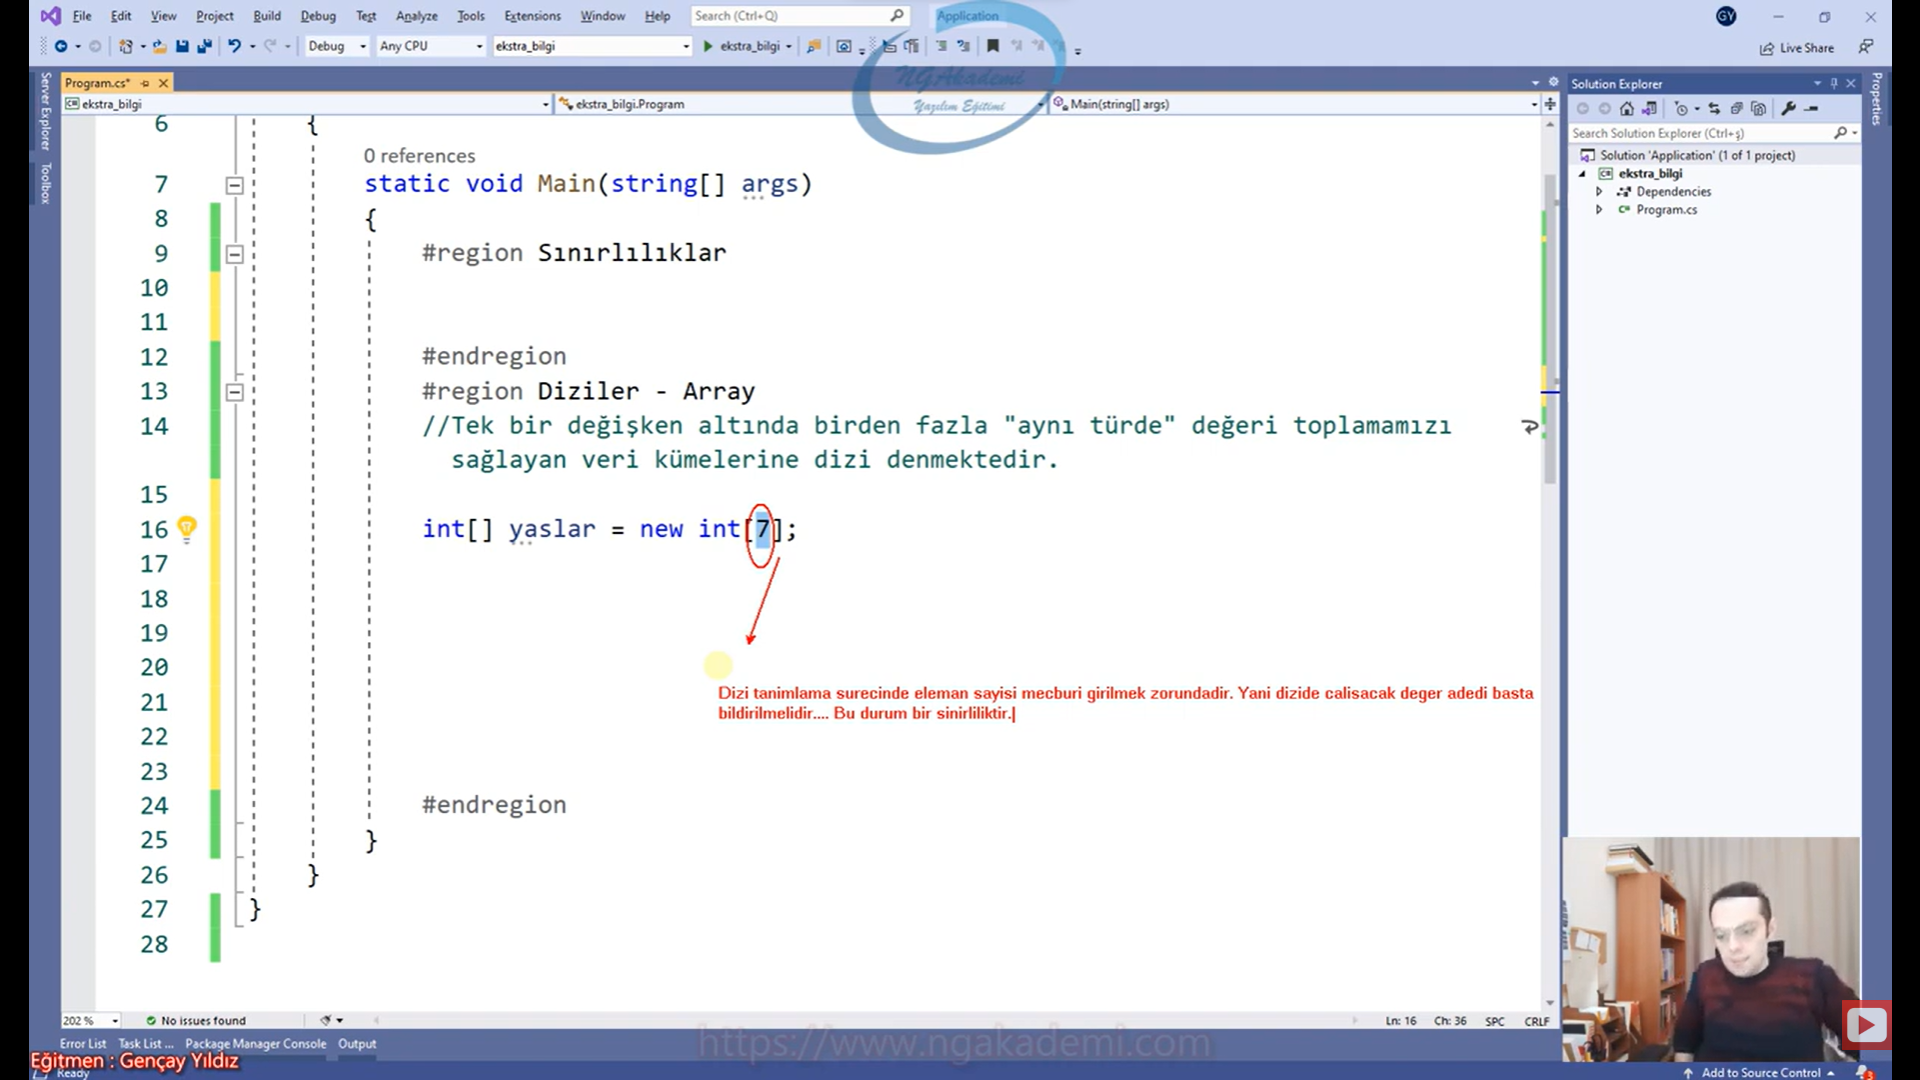 File Edit View Project Build Debug Test Analyze Tools Extensions Window Help Search (Ctrl+Q) Application GY
Debug Any CPU ekstra_bilgi ekstra_bilgi Live Share
NGAkademi
Yazılım Eğitimi
Server Explorer
Toolbox
Program.cs*
ekstra_bilgi ekstra_bilgi.Program Main(string[] args)
6 {
0 references
7 static void Main(string[] args)
8 {
9 #region Sınırlılıklar
10
11
12 #endregion
13 #region Diziler - Array
14 //Tek bir değişken altında birden fazla "aynı türde" değeri toplamamızı
sağlayan veri kümelerine dizi denmektedir.
15
16 int[] yaslar = new int[7];
17
18
19
20
Dizi tanimlama surecinde eleman sayisi mecburi girilmek zorundadir. Yani dizide calisacak deger adedi basta
21
bildirilmelidir.... Bu durum bir sinirliliktir.
22
23
24 #endregion
25 }
26 }
27 }
28
Solution Explorer
Search Solution Explorer (Ctrl+ş)
Solution 'Application' (1 of 1 project)
ekstra_bilgi
Dependencies
Program.cs
Properties
202 % No issues found Ln: 16 Ch: 36 SPC CRLF
Error List Task List ... Package Manager Console Output
https://www.ngakademi.com
Eğitmen : Gençay Yıldız
Ready Add to Source Control 3